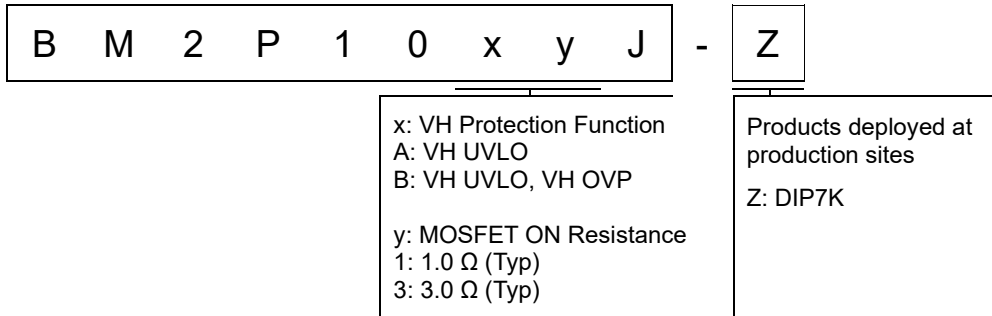 B M 2 P 1 0 x y J - Z
x: VH Protection Function
A: VH UVLO
B: VH UVLO, VH OVP
y: MOSFET ON Resistance
1: 1.0 Ω (Typ)
3: 3.0 Ω (Typ)
Products deployed at
production sites
Z: DIP7K